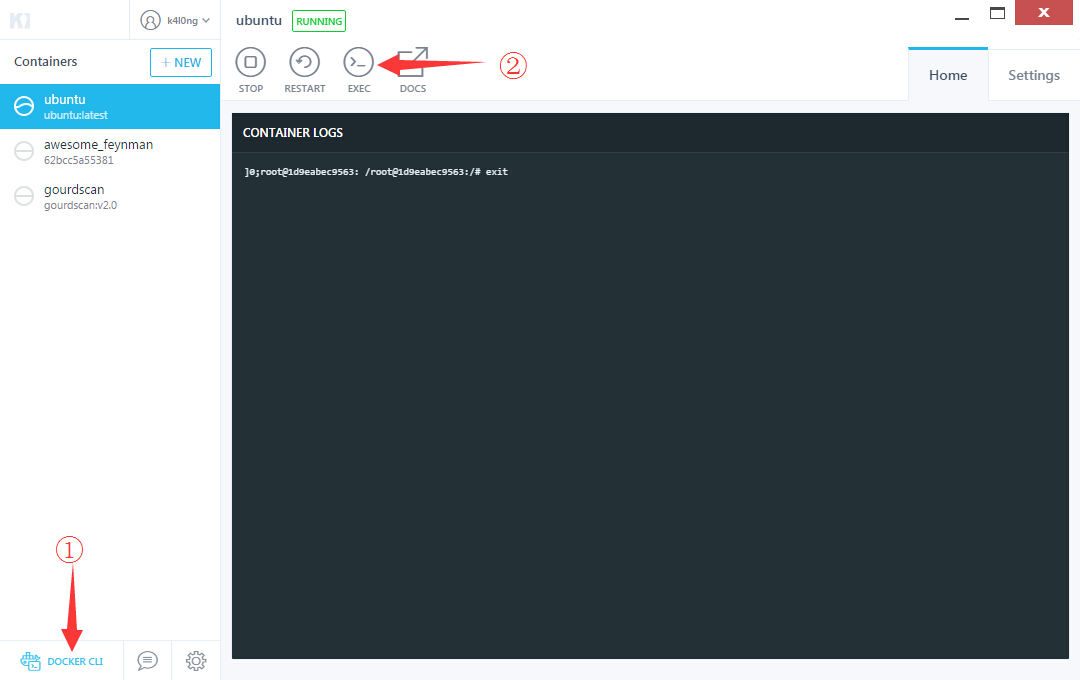 k4l0ng
Containers
+ NEW
ubuntu
ubuntu:latest
awesome_feynman
62bcc5a55381
gourdscan
gourdscan:v2.0
①
DOCKER CLI
ubuntu RUNNING
STOP RESTART EXEC DOCS
②
Home Settings
CONTAINER LOGS
]0;root@1d9eabec9563: /root@1d9eabec9563:/# exit